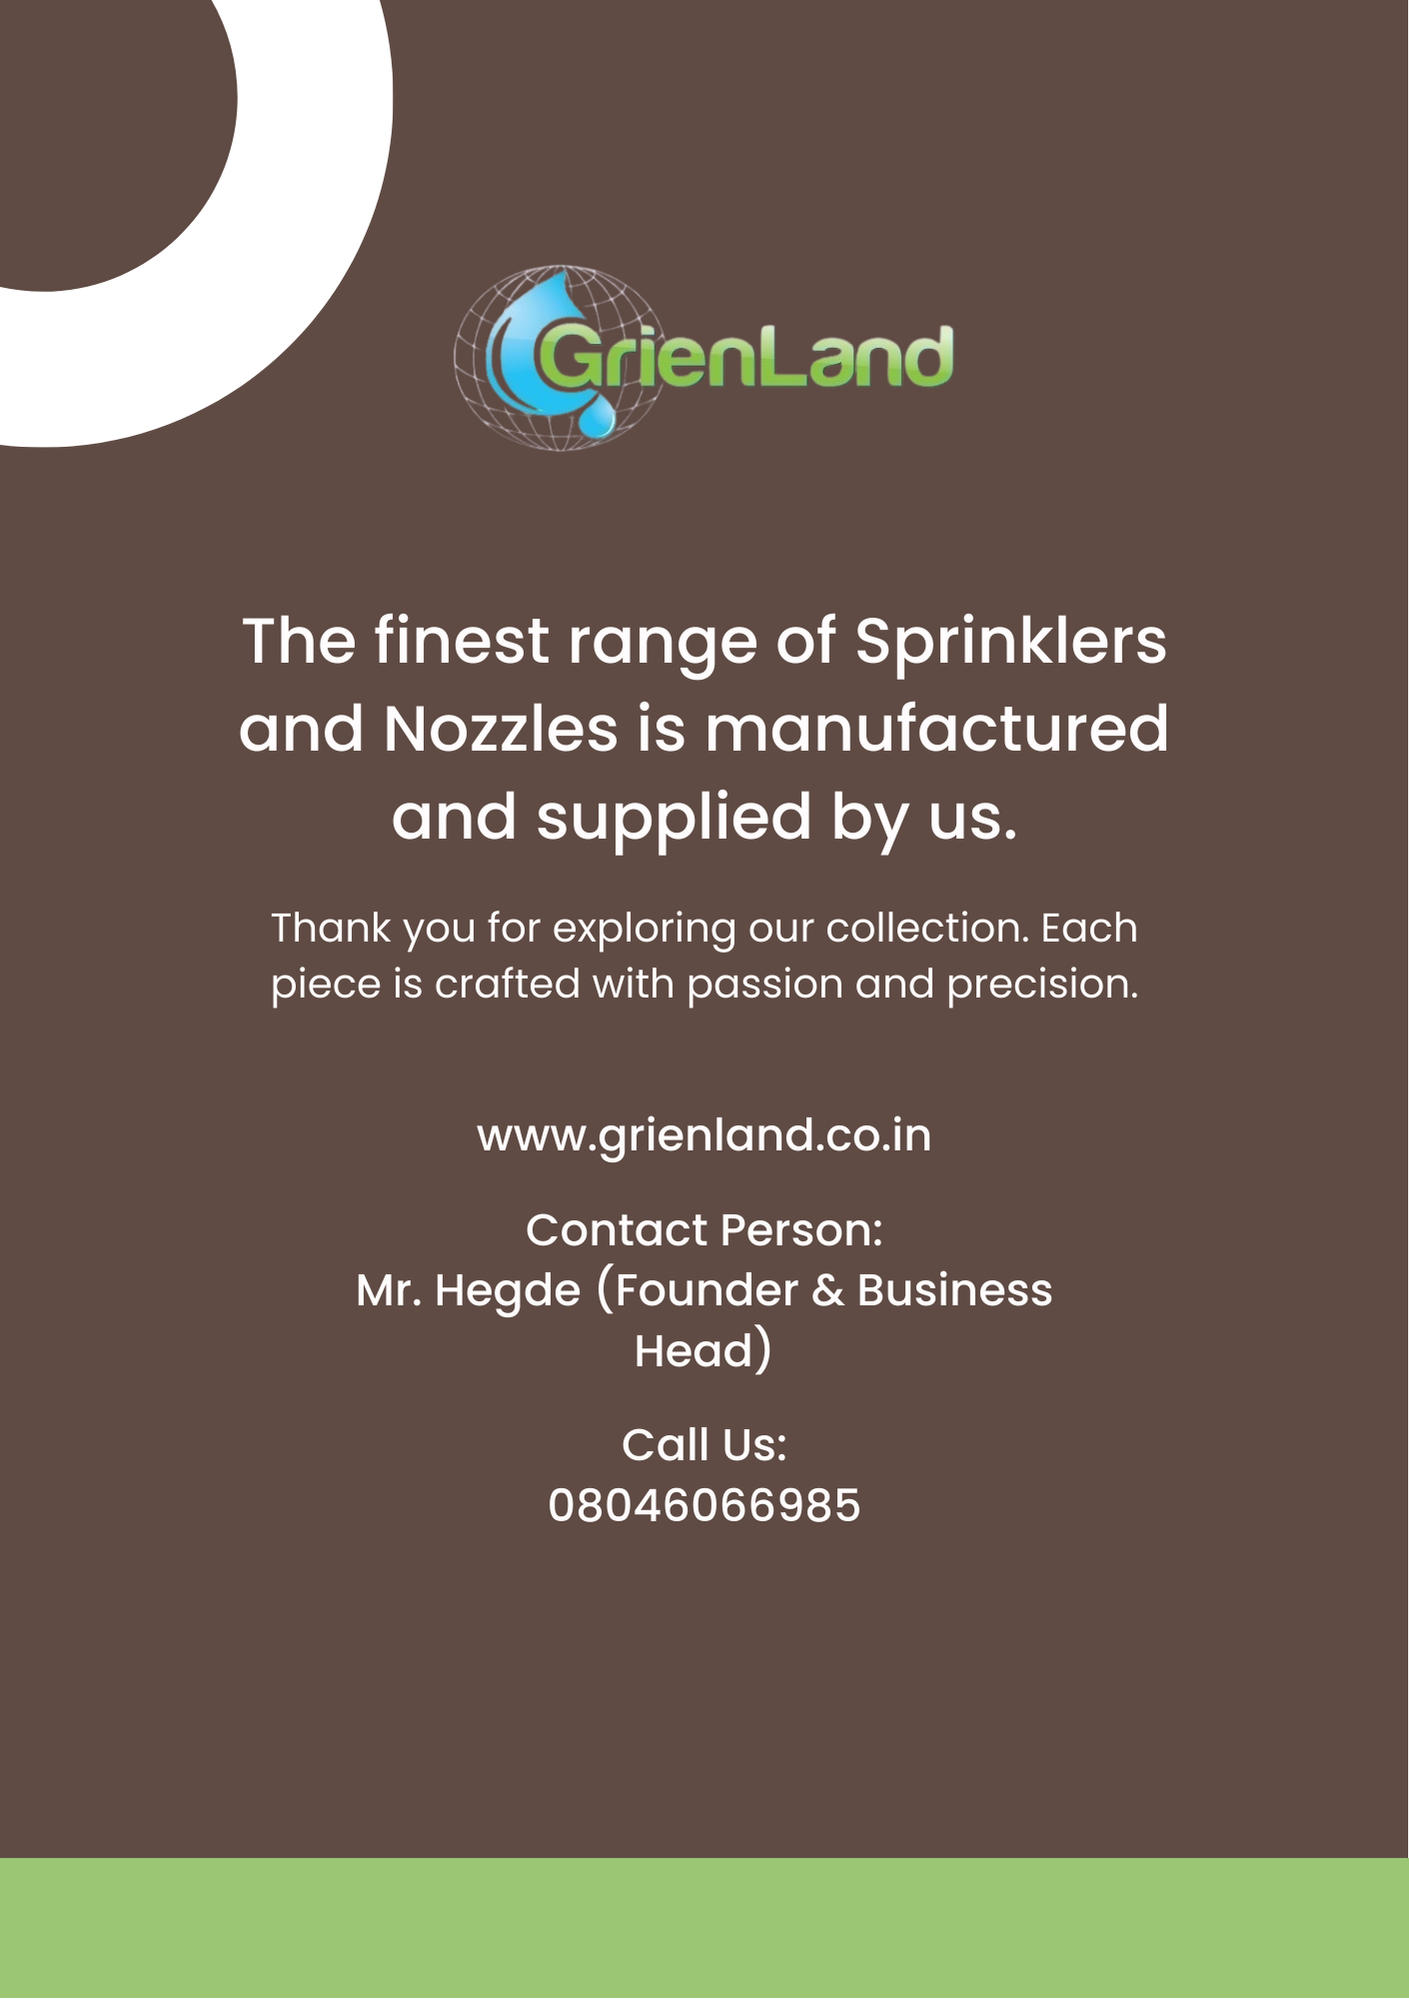 GrienLand
The finest range of Sprinklers
and Nozzles is manufactured
and supplied by us.
Thank you for exploring our collection. Each
piece is crafted with passion and precision.
www.grienland.co.in
Contact Person:
Mr. Hegde (Founder & Business
Head)
Call Us:
08046066985